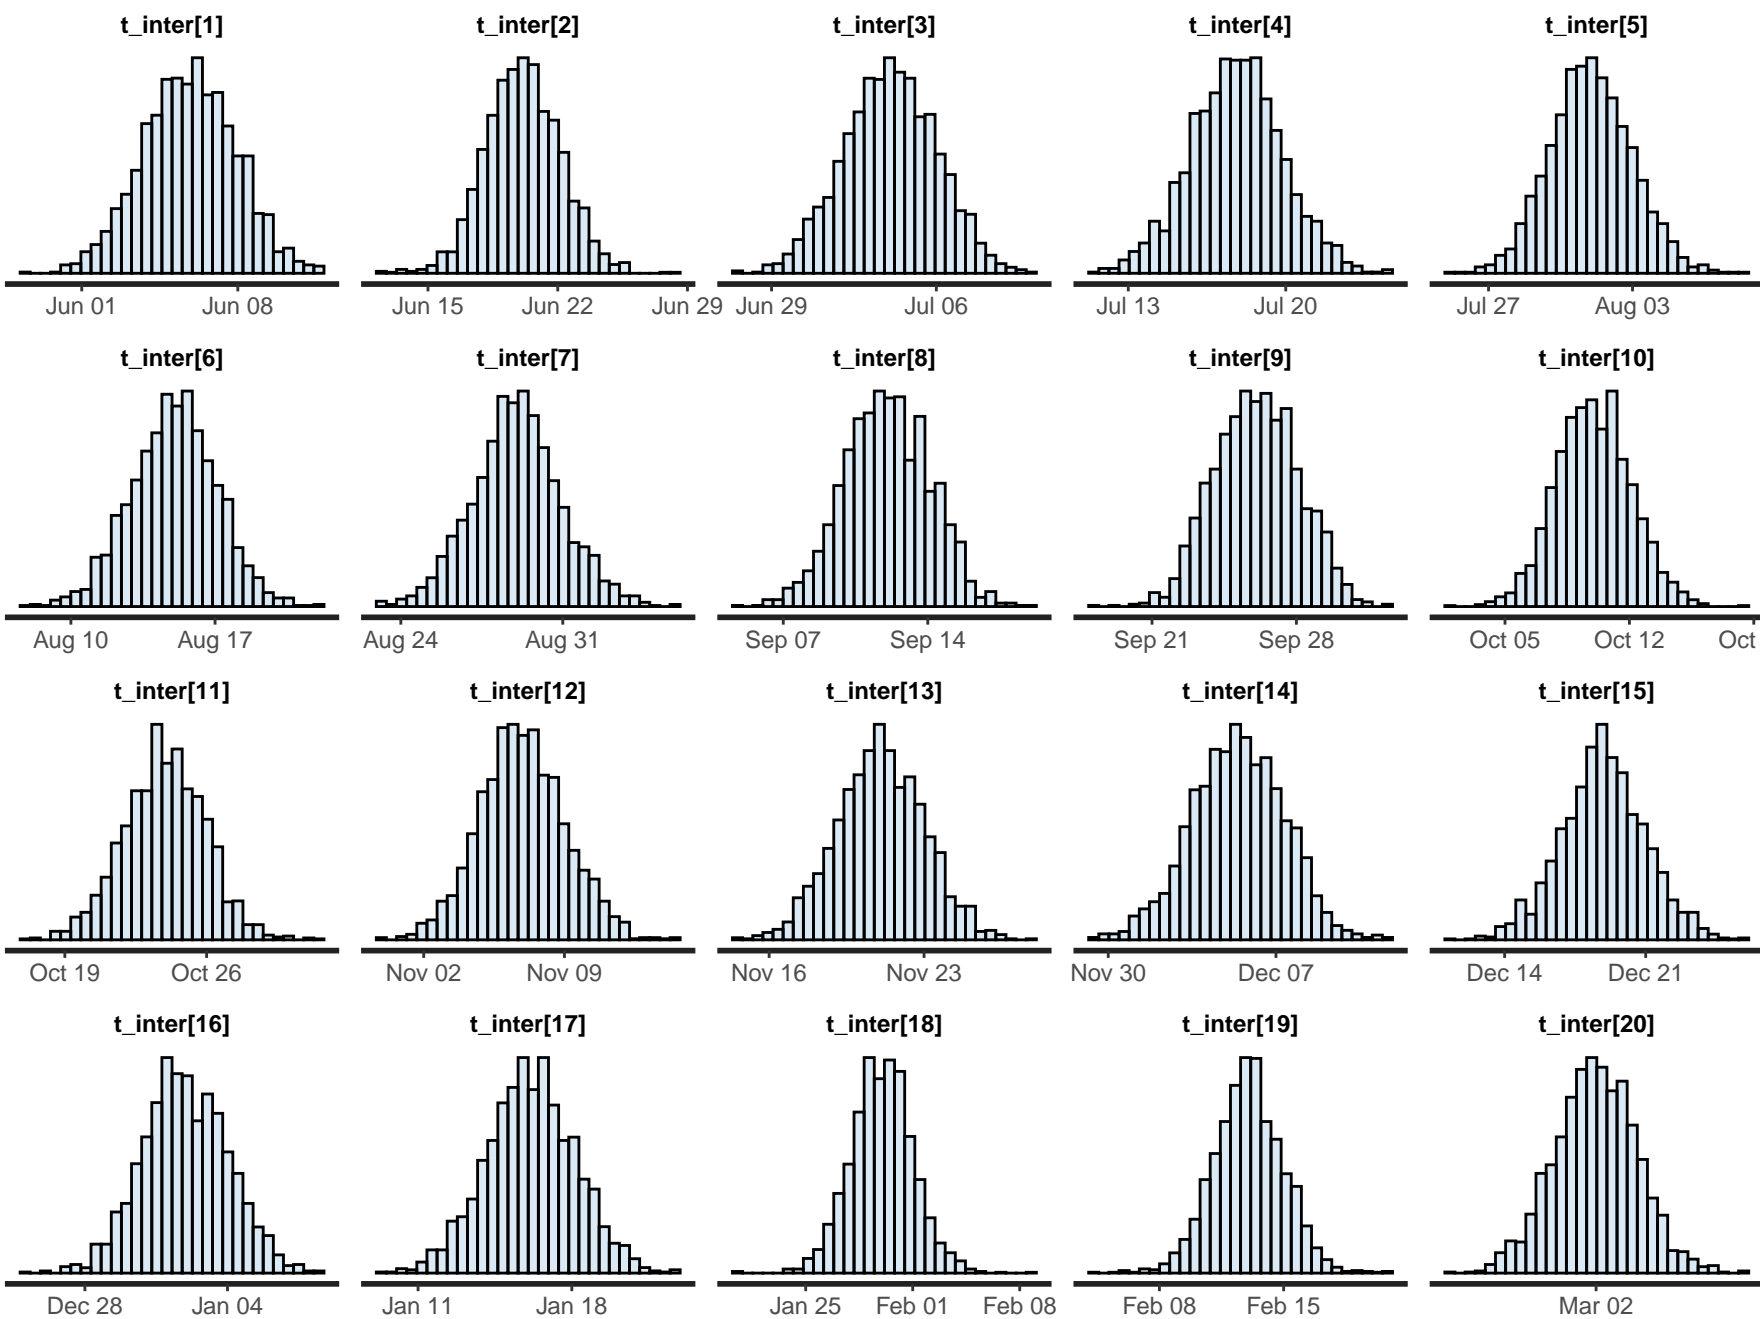 t_inter[1] t_inter[2] t_inter[3] t_inter[4] t_inter[5]
Jun 01 Jun 08 Jun 15 Jun 22 Jun 29 Jun 29 Jul 06 Jul 13 Jul 20 Jul 27 Aug 03
t_inter[6] t_inter[7] t_inter[8] t_inter[9] t_inter[10]
Aug 10 Aug 17 Aug 24 Aug 31 Sep 07 Sep 14 Sep 21 Sep 28 Oct 05 Oct 12 Oct
t_inter[11] t_inter[12] t_inter[13] t_inter[14] t_inter[15]
Oct 19 Oct 26 Nov 02 Nov 09 Nov 16 Nov 23 Nov 30 Dec 07 Dec 14 Dec 21
t_inter[16] t_inter[17] t_inter[18] t_inter[19] t_inter[20]
Dec 28 Jan 04 Jan 11 Jan 18 Jan 25 Feb 01 Feb 08 Feb 08 Feb 15 Mar 02